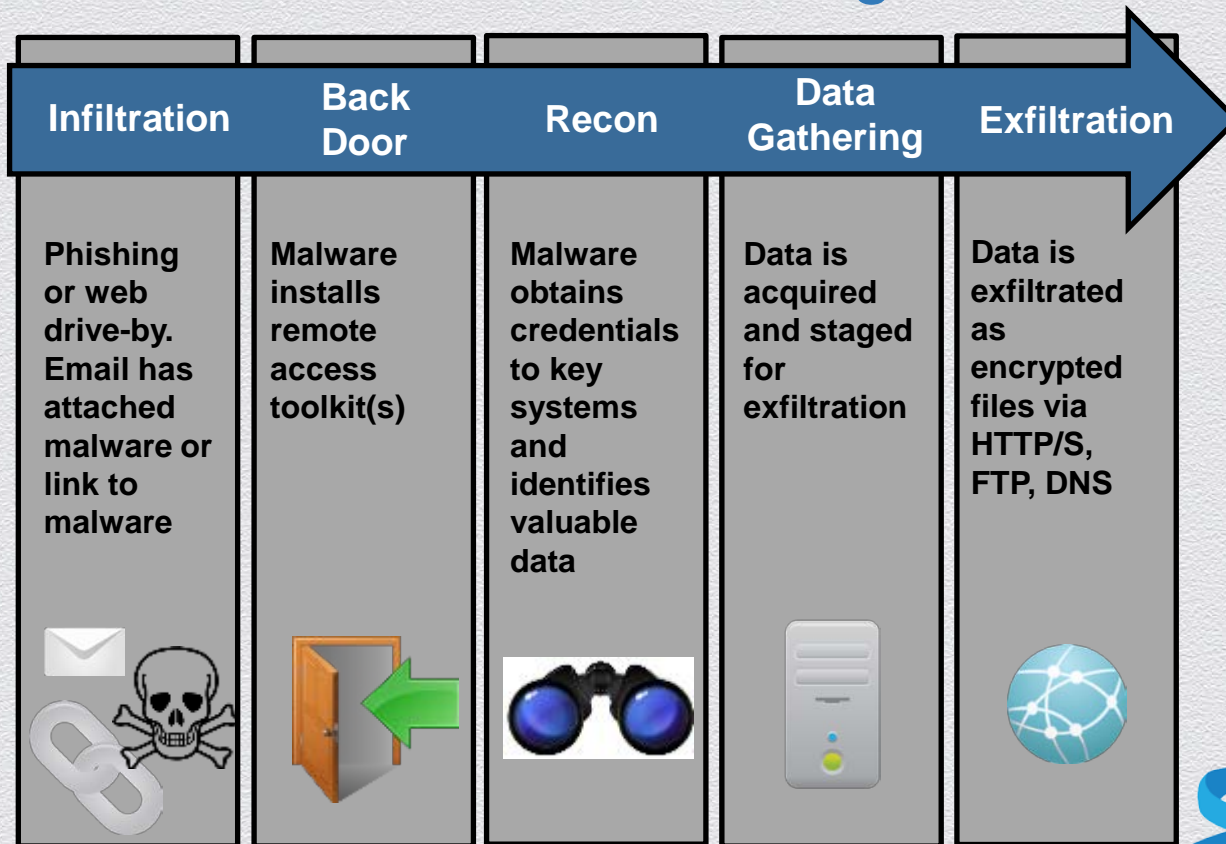 Infiltration
Back
Door
Recon
Data
Gathering
Exfiltration
Phishing
or web
drive-by.
Email has
attached
malware or
link to
malware
Malware
installs
remote
access
toolkit(s)
Malware
obtains
credentials
to key
systems
and
identifies
valuable
data
Data is
acquired
and staged
for
exfiltration
Data is
exfiltrated
as
encrypted
files via
HTTP/S,
FTP, DNS